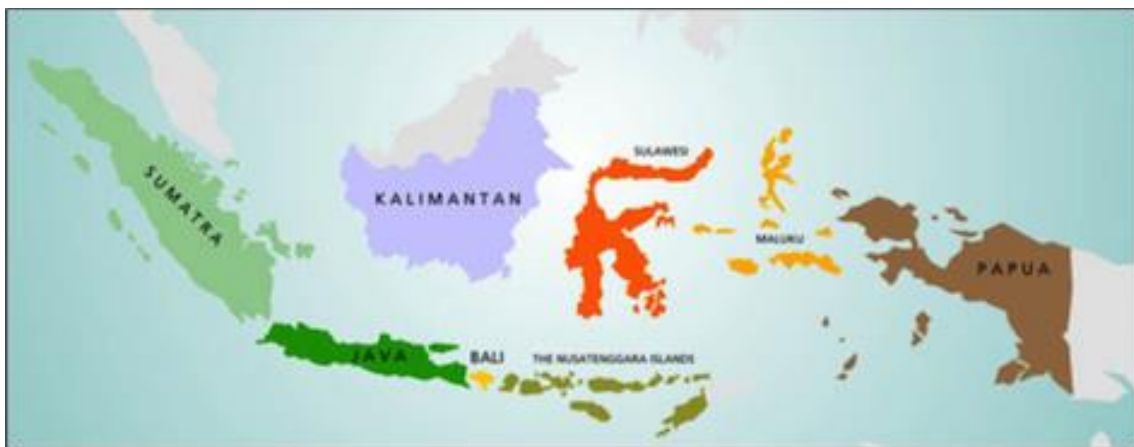 SULAWESI
SUMATRA
KALIMANTAN
MALUKU
PAPUA
JAVA
BALI
THE NUSATENGGARA ISLANDS